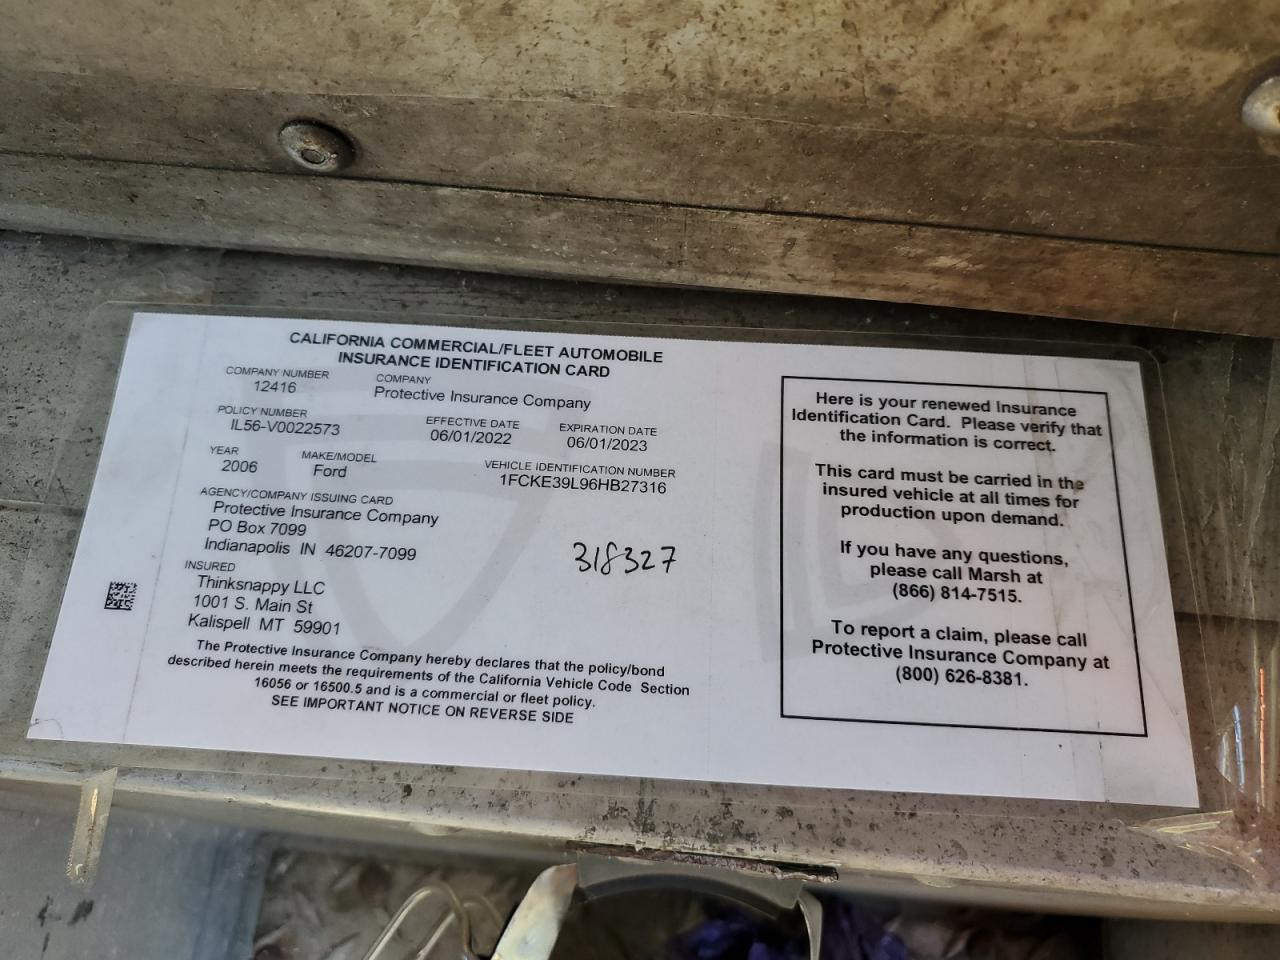 CALIFORNIA COMMERCIAL/FLEET AUTOMOBILE
INSURANCE IDENTIFICATION CARD
COMPANY NUMBER COMPANY
12416 Protective Insurance Company
POLICY NUMBER EFFECTIVE DATE EXPIRATION DATE
IL56-V0022573 06/01/2022 06/01/2023
YEAR MAKE/MODEL VEHICLE IDENTIFICATION NUMBER
2006 Ford 1FCKE39L96HB27316
AGENCY/COMPANY ISSUING CARD
Protective Insurance Company
PO Box 7099
Indianapolis IN 46207-7099
318327
INSURED
Thinksnappy LLC
1001 S. Main St
Kalispell MT 59901
The Protective Insurance Company hereby declares that the policy/bond
described herein meets the requirements of the California Vehicle Code Section
16056 or 16500.5 and is a commercial or fleet policy.
SEE IMPORTANT NOTICE ON REVERSE SIDE
Here is your renewed Insurance
Identification Card. Please verify that
the information is correct.
This card must be carried in the
insured vehicle at all times for
production upon demand.
If you have any questions,
please call Marsh at
(866) 814-7515.
To report a claim, please call
Protective Insurance Company at
(800) 626-8381.